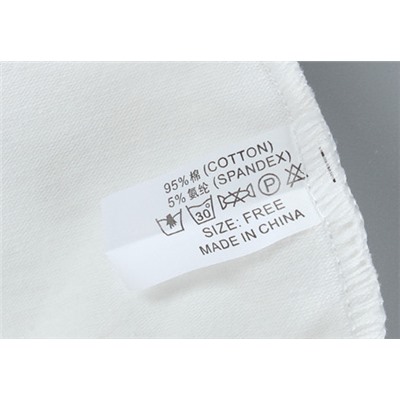 95% 棉 (COTTON)
5% 氨纶 (SPANDEX)
30 P
SIZE: FREE
MADE IN CHINA